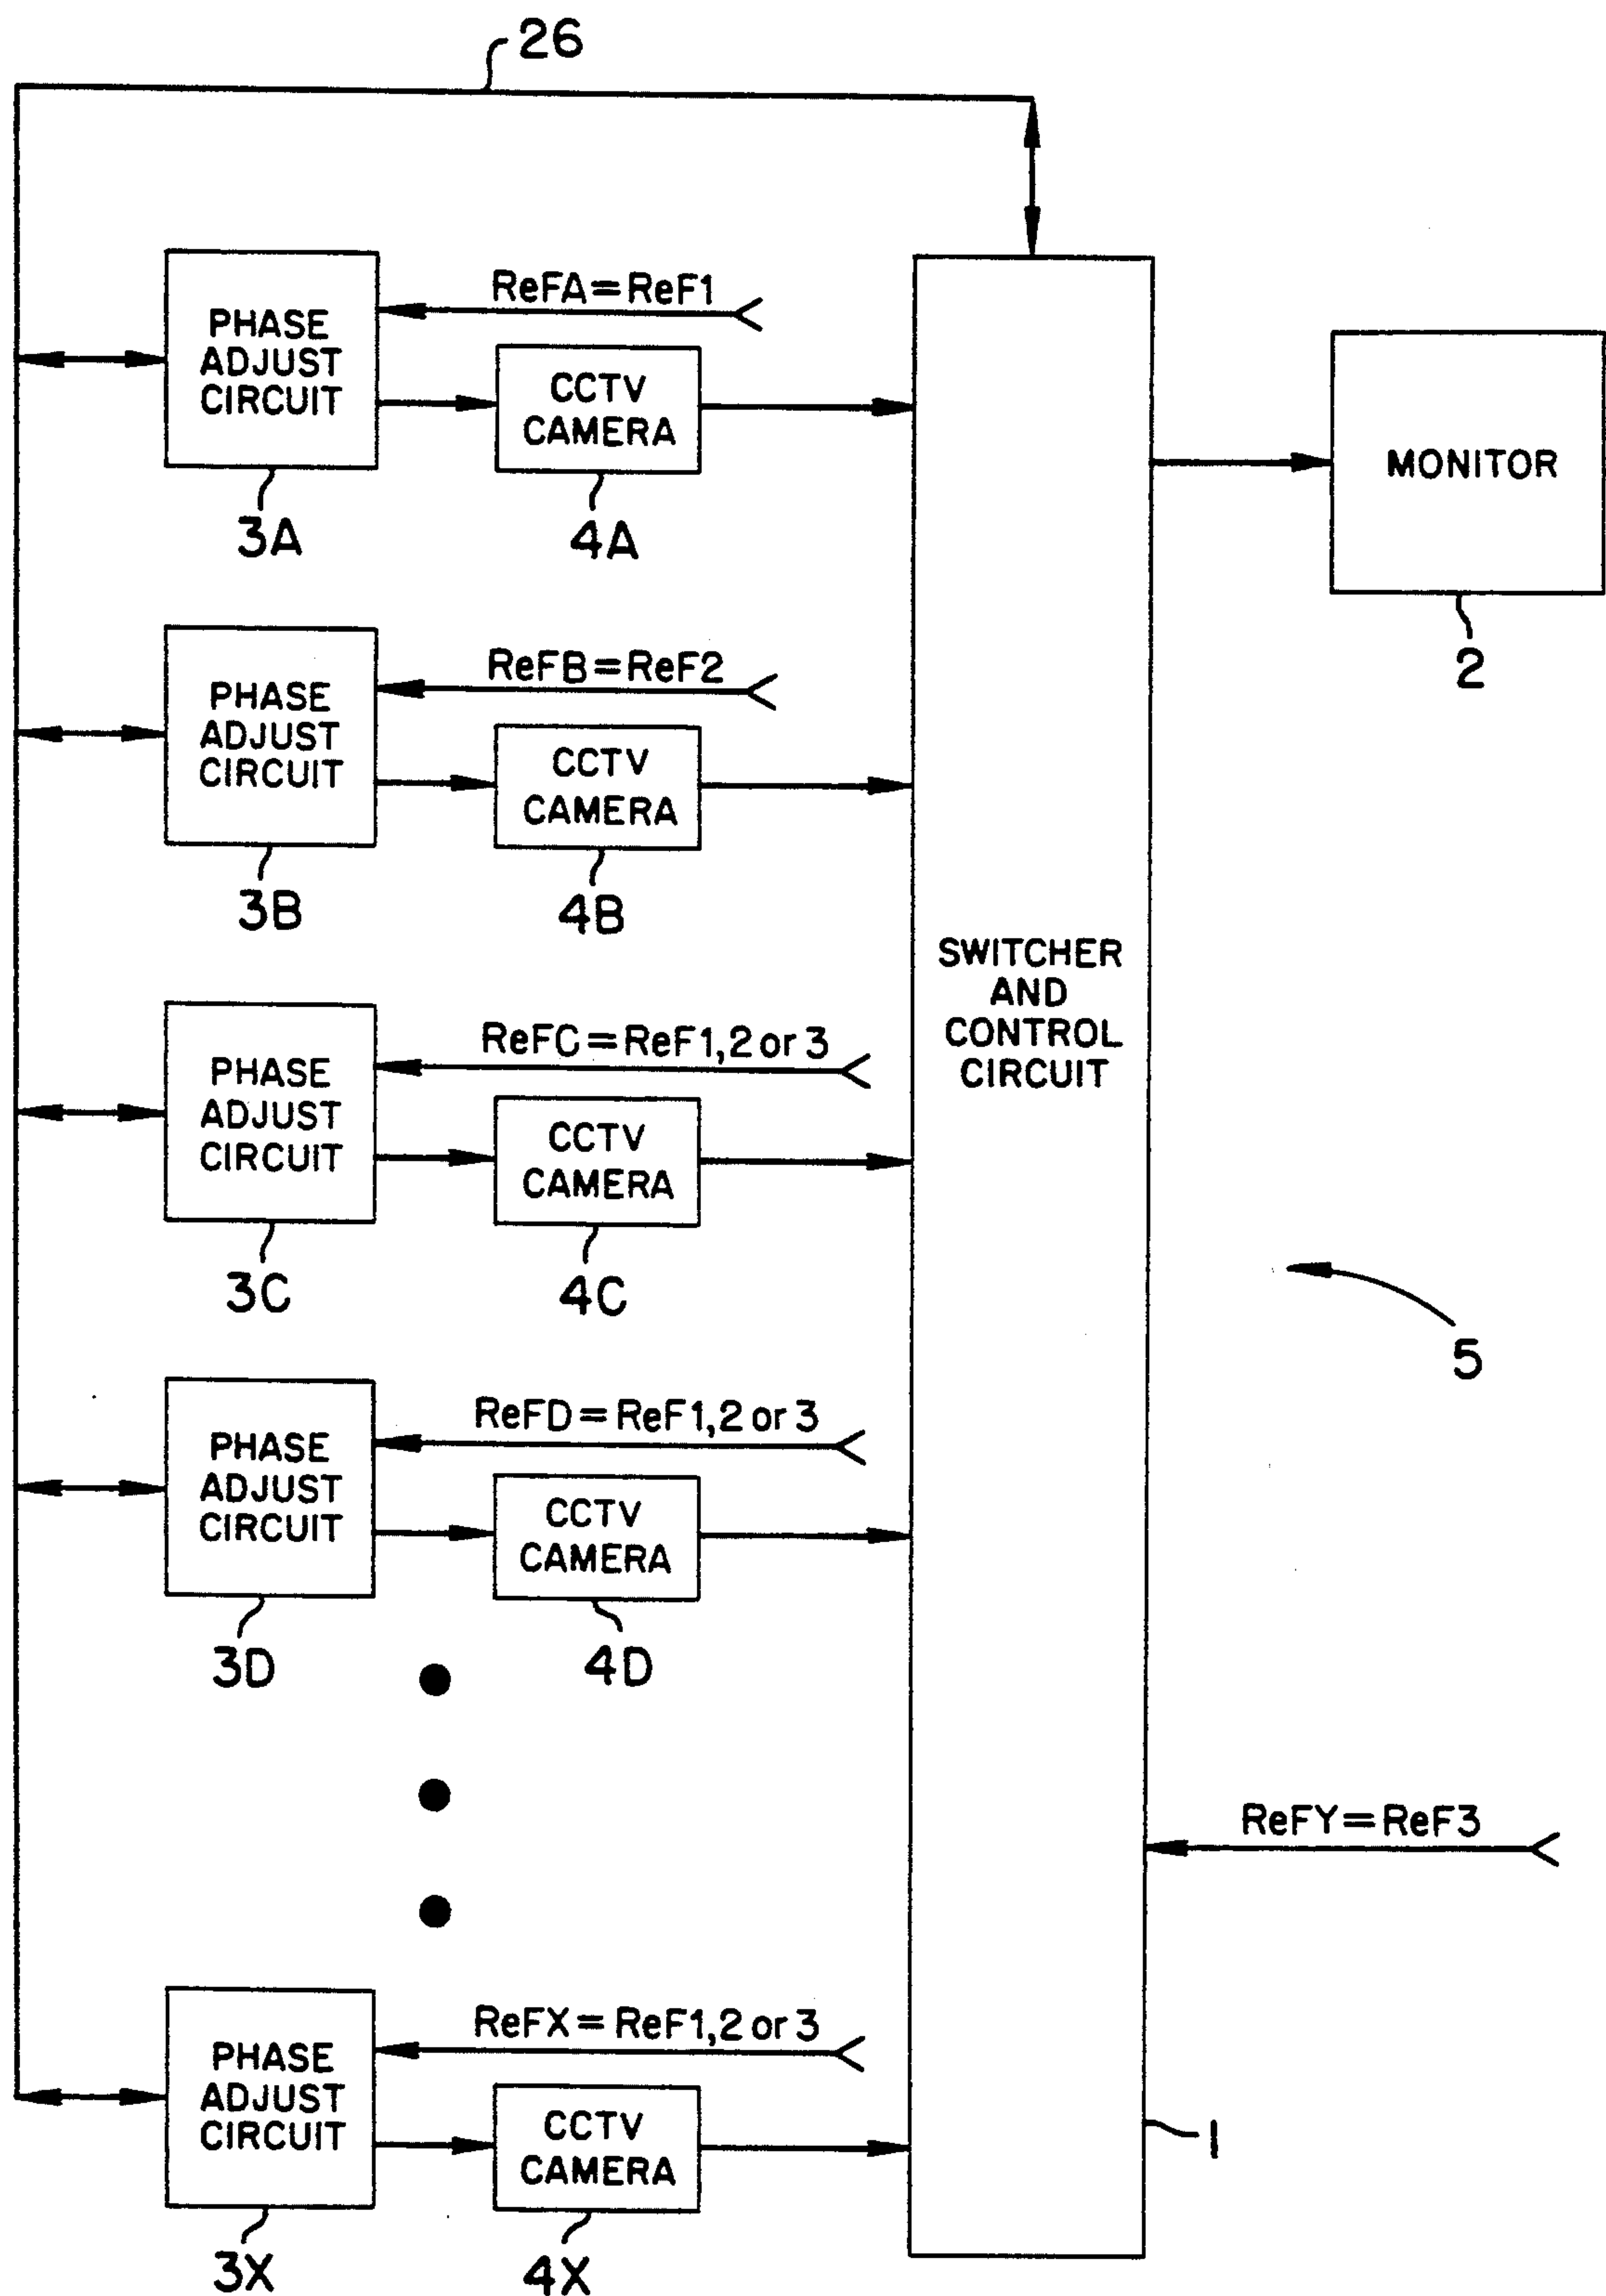 26
ReFA=ReF1
PHASE
ADJUST
CIRCUIT
CCTV
CAMERA
3A
4A
MONITOR
2
ReFB=ReF2
PHASE
ADJUST
CIRCUIT
CCTV
CAMERA
3B
4B
SWITCHER
AND
CONTROL
CIRCUIT
ReFC=ReF1,2 or 3
PHASE
ADJUST
CIRCUIT
CCTV
CAMERA
3C
4C
5
ReFD=ReF1,2 or 3
PHASE
ADJUST
CIRCUIT
CCTV
CAMERA
3D
4D
ReFY=ReF3
ReFX=ReF1,2 or 3
PHASE
ADJUST
CIRCUIT
CCTV
CAMERA
1
3X
4X